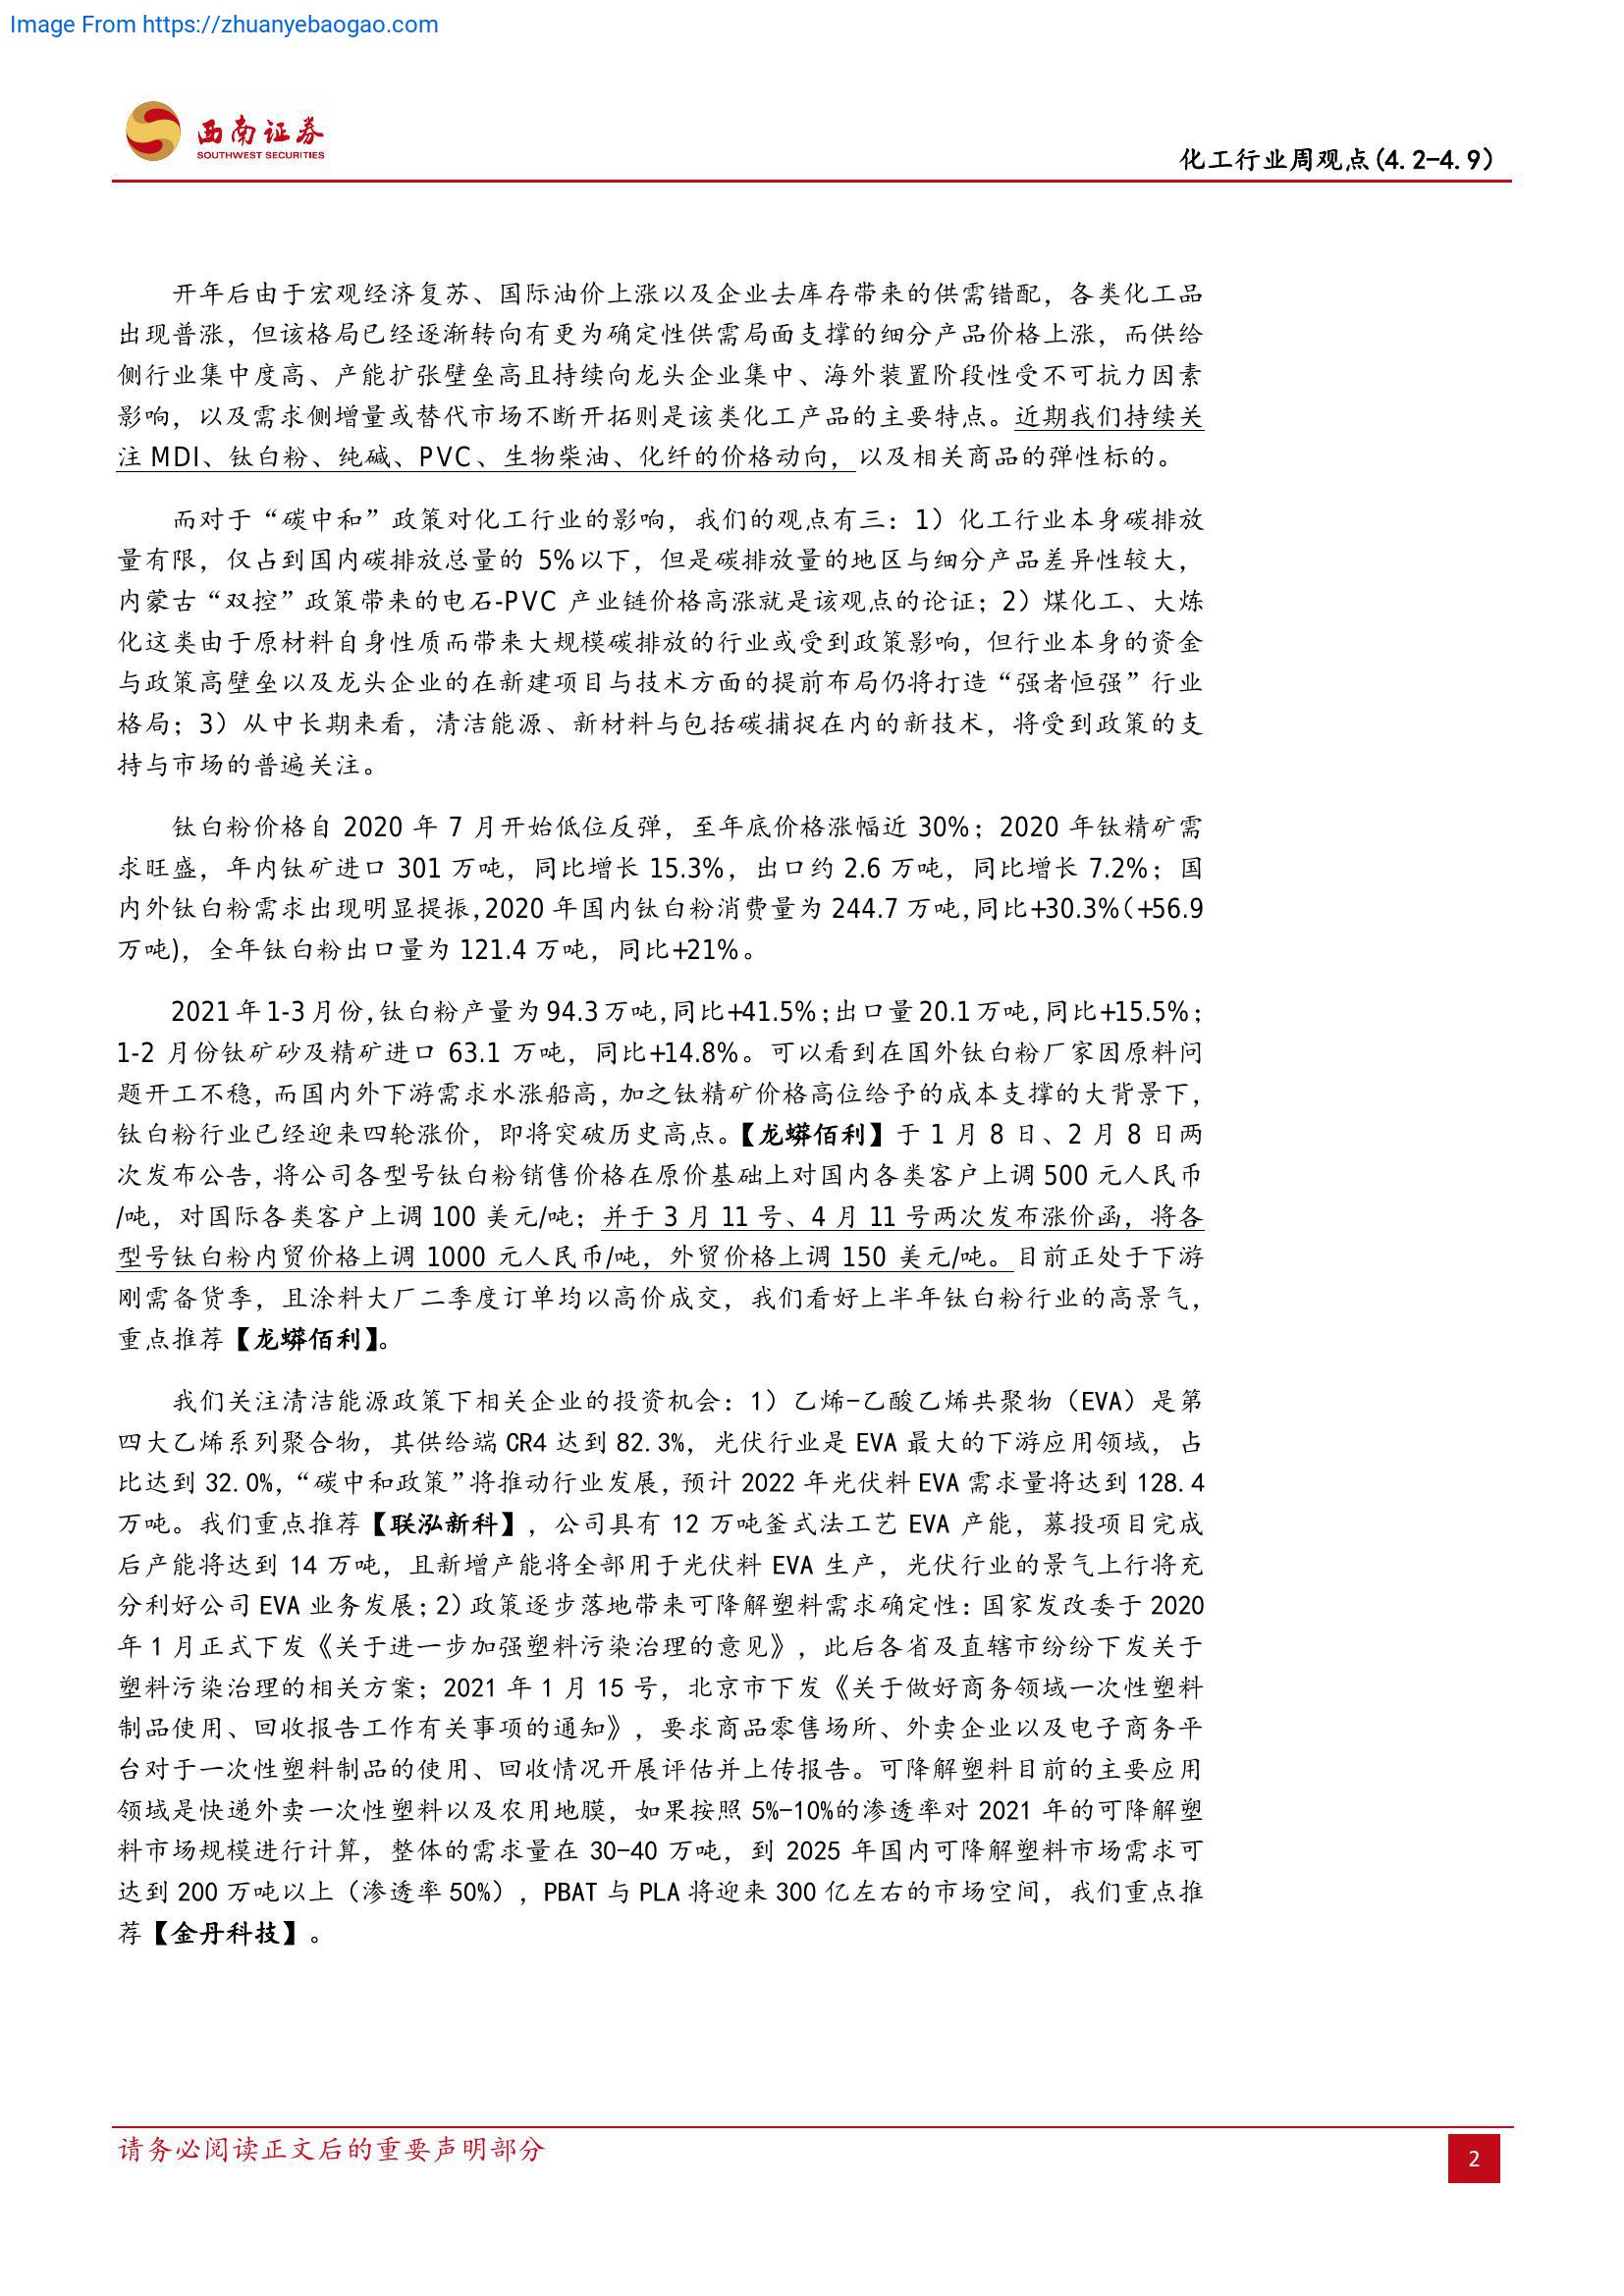 Image From https://zhuanyebaogao.com
西南证券
SOUTHWEST SECURITIES
化工行业周观点(4.2-4.9)
开年后由于宏观经济复苏、国际油价上涨以及企业去库存带来的供需错配，各类化工品
出现普涨，但该格局已经逐渐转向有更为确定性供需局面支撑的细分产品价格上涨，而供给
侧行业集中度高、产能扩张壁垒高且持续向龙头企业集中、海外装置阶段性受不可抗力因素
影响，以及需求侧增量或替代市场不断开拓则是该类化工产品的主要特点。近期我们持续关
注 MDI、钛白粉、纯碱、PVC、生物柴油、化纤的价格动向，以及相关商品的弹性标的。
而对于“碳中和”政策对化工行业的影响，我们的观点有三：1）化工行业本身碳排放
量有限，仅占到国内碳排放总量的 5%以下，但是碳排放量的地区与细分产品差异性较大，
内蒙古“双控”政策带来的电石-PVC 产业链价格高涨就是该观点的论证；2）煤化工、大炼
化这类由于原材料自身性质而带来大规模碳排放的行业或受到政策影响，但行业本身的资金
与政策高壁垒以及龙头企业的在新建项目与技术方面的提前布局仍将打造“强者恒强”行业
格局；3）从中长期来看，清洁能源、新材料与包括碳捕捉在内的新技术，将受到政策的支
持与市场的普遍关注。
钛白粉价格自 2020 年 7 月开始低位反弹，至年底价格涨幅近 30%；2020 年钛精矿需
求旺盛，年内钛矿进口 301 万吨，同比增长 15.3%，出口约 2.6 万吨，同比增长 7.2%；国
内外钛白粉需求出现明显提振，2020 年国内钛白粉消费量为 244.7 万吨，同比+30.3%（+56.9
万吨)，全年钛白粉出口量为 121.4 万吨，同比+21%。
2021 年 1-3 月份，钛白粉产量为 94.3 万吨，同比+41.5%；出口量 20.1 万吨，同比+15.5%；
1-2 月份钛矿砂及精矿进口 63.1 万吨，同比+14.8%。可以看到在国外钛白粉厂家因原料问
题开工不稳，而国内外下游需求水涨船高，加之钛精矿价格高位给予的成本支撑的大背景下，
钛白粉行业已经迎来四轮涨价，即将突破历史高点。【龙蟒佰利】于 1 月 8 日、2 月 8 日两
次发布公告，将公司各型号钛白粉销售价格在原价基础上对国内各类客户上调 500 元人民币
/吨，对国际各类客户上调 100 美元/吨；并于 3 月 11 号、4 月 11 号两次发布涨价函，将各
型号钛白粉内贸价格上调 1000 元人民币/吨，外贸价格上调 150 美元/吨。目前正处于下游
刚需备货季，且涂料大厂二季度订单均以高价成交，我们看好上半年钛白粉行业的高景气，
重点推荐【龙蟒佰利】。
我们关注清洁能源政策下相关企业的投资机会：1）乙烯-乙酸乙烯共聚物（EVA）是第
四大乙烯系列聚合物，其供给端 CR4 达到 82.3%，光伏行业是 EVA 最大的下游应用领域，占
比达到 32.0%，“碳中和政策”将推动行业发展，预计 2022 年光伏料 EVA 需求量将达到 128.4
万吨。我们重点推荐【联泓新科】，公司具有 12 万吨釜式法工艺 EVA 产能，募投项目完成
后产能将达到 14 万吨，且新增产能将全部用于光伏料 EVA 生产，光伏行业的景气上行将充
分利好公司 EVA 业务发展；2）政策逐步落地带来可降解塑料需求确定性：国家发改委于 2020
年 1 月正式下发《关于进一步加强塑料污染治理的意见》，此后各省及直辖市纷纷下发关于
塑料污染治理的相关方案；2021 年 1 月 15 号，北京市下发《关于做好商务领域一次性塑料
制品使用、回收报告工作有关事项的通知》，要求商品零售场所、外卖企业以及电子商务平
台对于一次性塑料制品的使用、回收情况开展评估并上传报告。可降解塑料目前的主要应用
领域是快递外卖一次性塑料以及农用地膜，如果按照 5%-10%的渗透率对 2021 年的可降解塑
料市场规模进行计算，整体的需求量在 30-40 万吨，到 2025 年国内可降解塑料市场需求可
达到 200 万吨以上（渗透率 50%），PBAT 与 PLA 将迎来 300 亿左右的市场空间，我们重点推
荐【金丹科技】。
请务必阅读正文后的重要声明部分
2